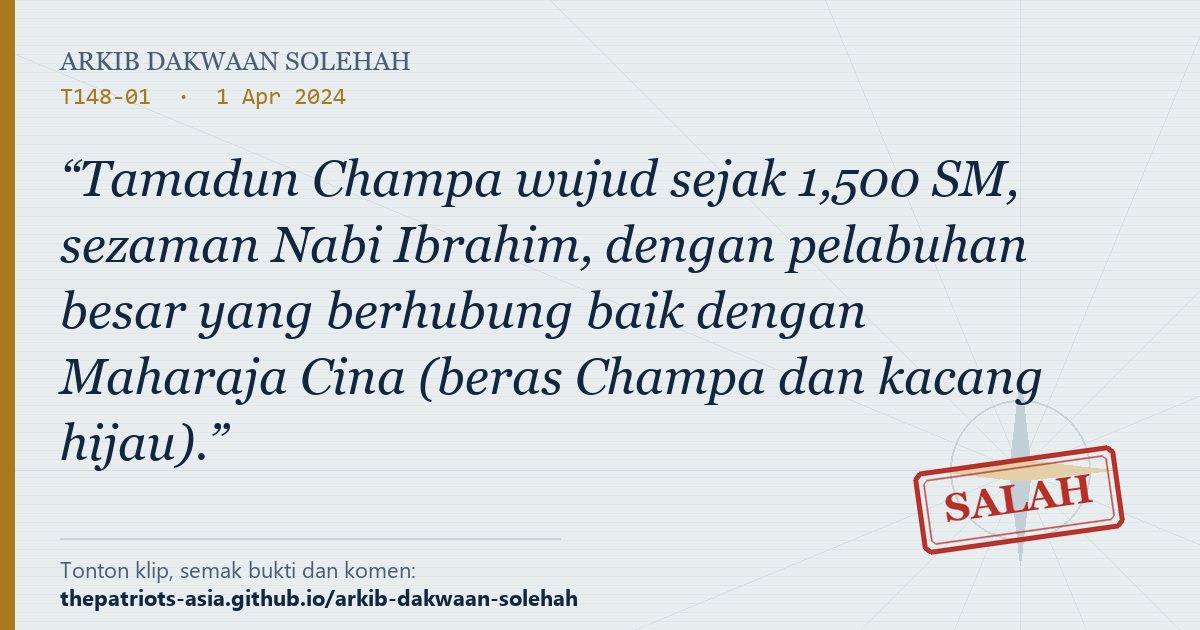 ARKIB DAKWAAN SOLEHAH
T148-01 · 1 Apr 2024
“Tamadun Champa wujud sejak 1,500 SM,
sezaman Nabi Ibrahim, dengan pelabuhan
besar yang berhubung baik dengan
Maharaja Cina (beras Champa dan kacang
hijau).”
SALAH
Tonton klip, semak bukti dan komen:
thepatriots-asia.github.io/arkib-dakwaan-solehah